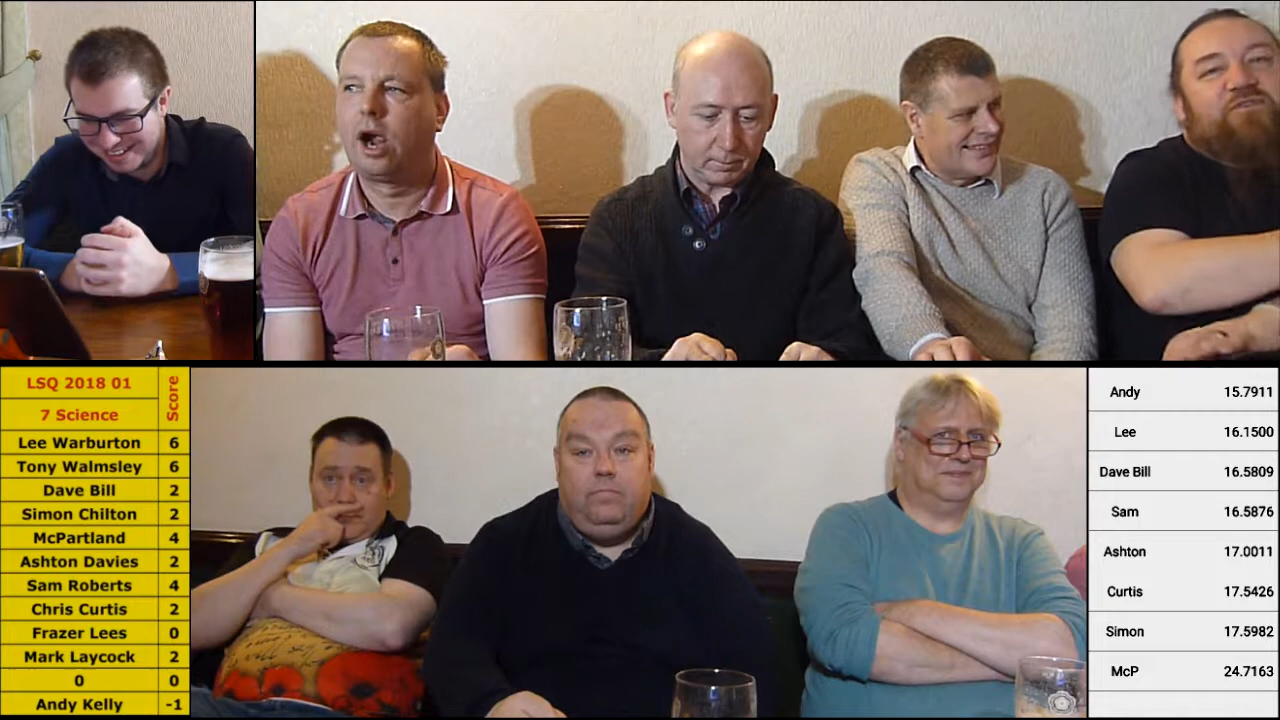 LSQ 2018 01
Score
7 Science
Lee Warburton 6
Tony Walmsley 6
Dave Bill 2
Simon Chilton 2
McPartland 4
Ashton Davies 2
Sam Roberts 4
Chris Curtis 2
Frazer Lees 0
Mark Laycock 2
0 0
Andy Kelly -1
Andy 15.7911
Lee 16.1500
Dave Bill 16.5809
Sam 16.5876
Ashton 17.0011
Curtis 17.5426
Simon 17.5982
McP 24.7163